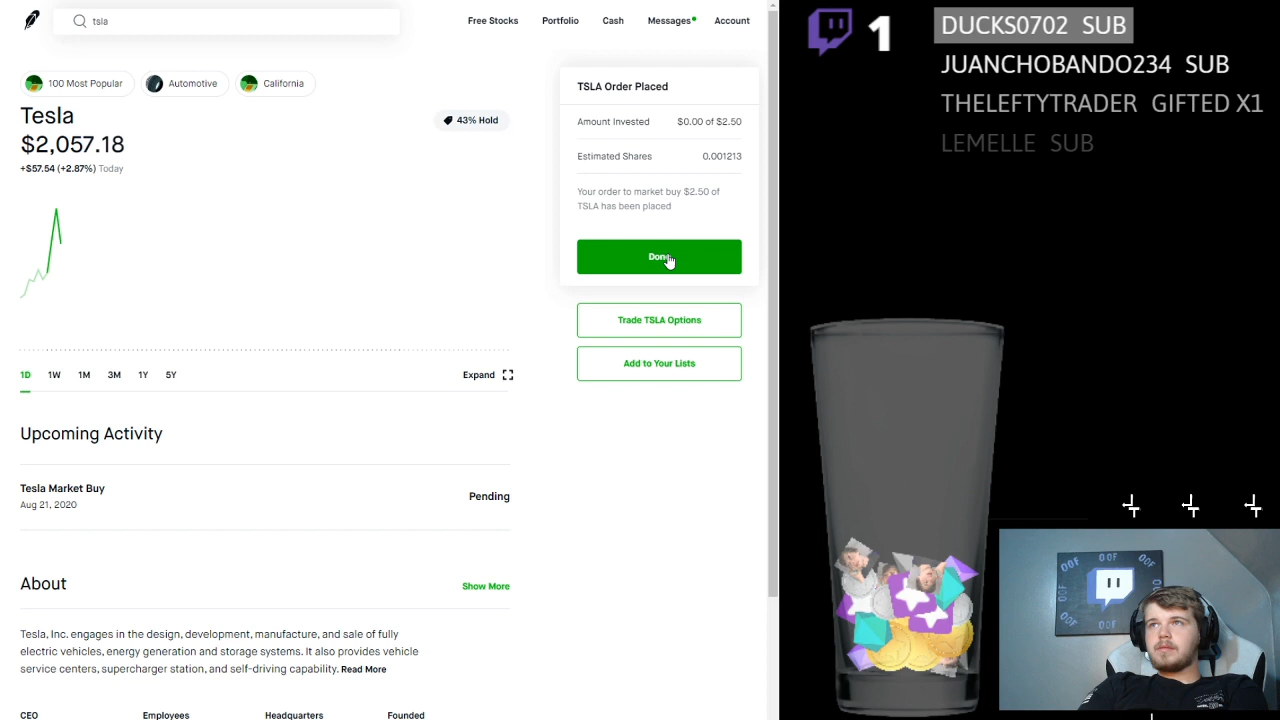 tsla
Free Stocks
Portfolio
Cash
Messages
Account
100 Most Popular
Automotive
California
Tesla
$2,057.18
+$57.54 (+2.87%) Today
43% Hold
TSLA Order Placed
Amount Invested $0.00 of $2.50
Estimated Shares 0.001213
Your order to market buy $2.50 of
TSLA has been placed
Done
Trade TSLA Options
Add to Your Lists
1D 1W 1M 3M 1Y 5Y
Expand
Upcoming Activity
Tesla Market Buy
Aug 21, 2020
Pending
About
Show More
Tesla, Inc. engages in the design, development, manufacture, and sale of fully
electric vehicles, energy generation and storage systems. It also provides vehicle
service centers, supercharger station, and self-driving capability. Read More
CEO Employees Headquarters Founded
1
DUCKS0702 SUB
JUANCHOBANDO234 SUB
THELEFTYTRADER GIFTED X1
LEMELLE SUB
OOF OOF OOF
OOF OOF
OOF